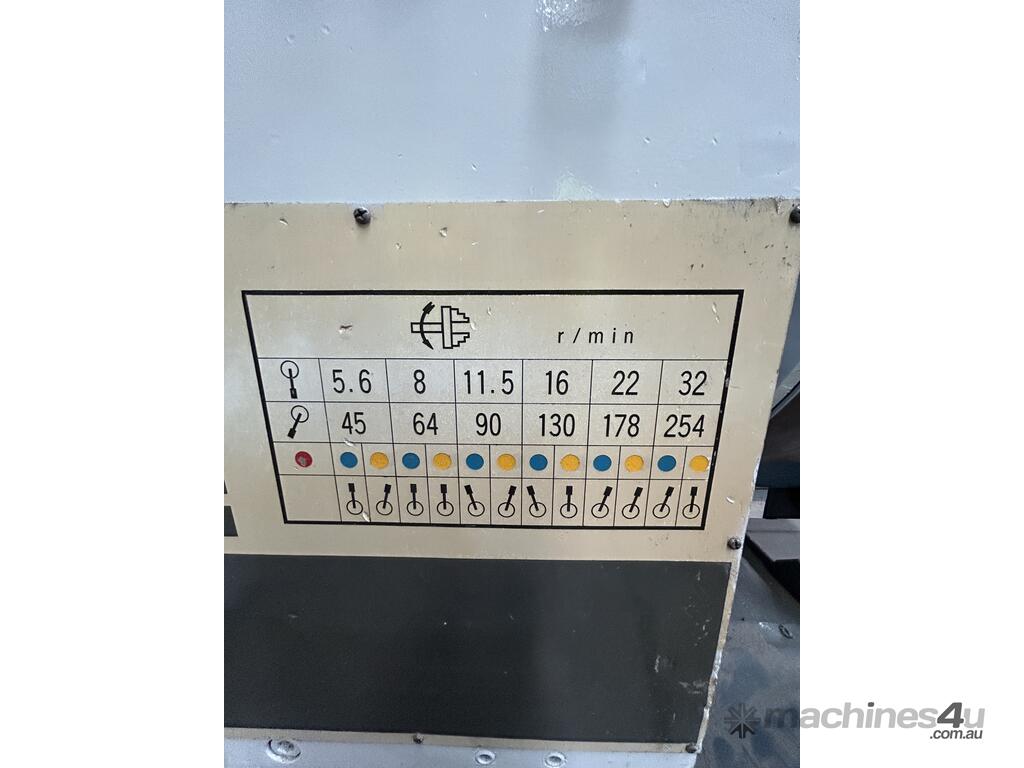 r/min
5.6 8 11.5 16 22 32
45 64 90 130 178 254
machines4u
.com.au